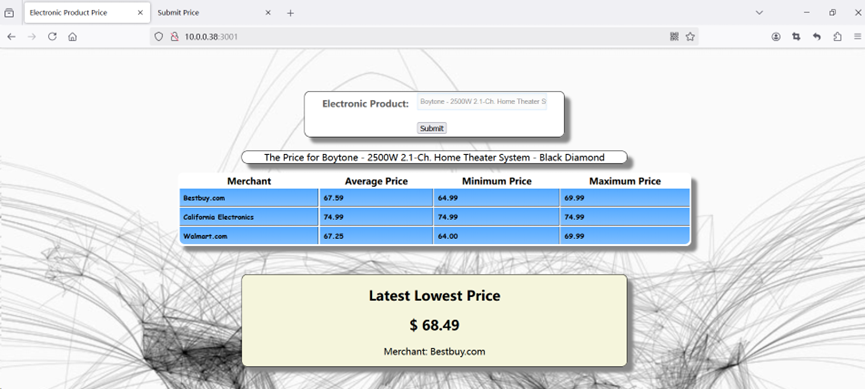 Electronic Product Price
Submit Price
10.0.0.38:3001
Electronic Product: Boytone - 2500W 2.1-Ch. Home Theater S
Submit
The Price for Boytone - 2500W 2.1-Ch. Home Theater System - Black Diamond
Merchant Average Price Minimum Price Maximum Price
Bestbuy.com 67.59 64.99 69.99
California Electronics 74.99 74.99 74.99
Walmart.com 67.25 64.00 69.99
Latest Lowest Price
$ 68.49
Merchant: Bestbuy.com